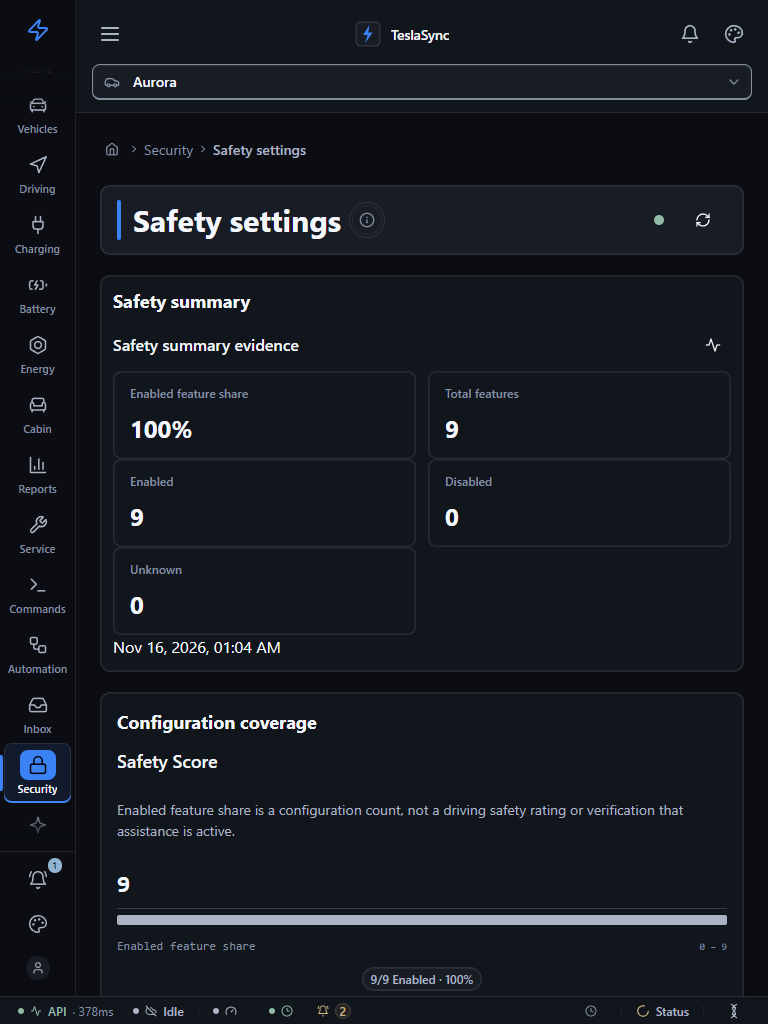 TeslaSync
Aurora
Vehicles
Driving
Charging
Battery
Energy
Cabin
Reports
Service
Commands
Automation
Inbox
Security
1
Security
Safety settings
Safety settings
Safety summary
Safety summary evidence
Enabled feature share
100%
Total features
9
Enabled
9
Disabled
0
Unknown
0
Nov 16, 2026, 01:04 AM
Configuration coverage
Safety Score
Enabled feature share is a configuration count, not a driving safety rating or verification that
assistance is active.
9
Enabled feature share
0 – 9
9/9 Enabled · 100%
API · 378ms
Idle
2
Status